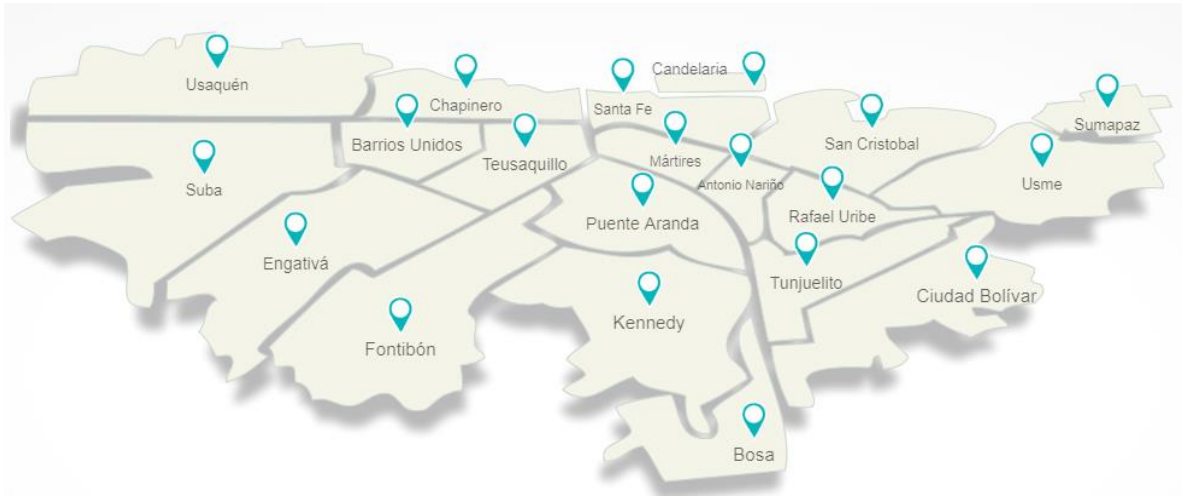 Usaquén
Chapinero
Candelaria
Santa Fe
Sumapaz
Barrios Unidos
Teusaquillo
Mártires
San Cristobal
Suba
Antonio Nariño
Usme
Puente Aranda
Rafael Uribe
Engativá
Tunjuelito
Ciudad Bolívar
Fontibón
Kennedy
Bosa